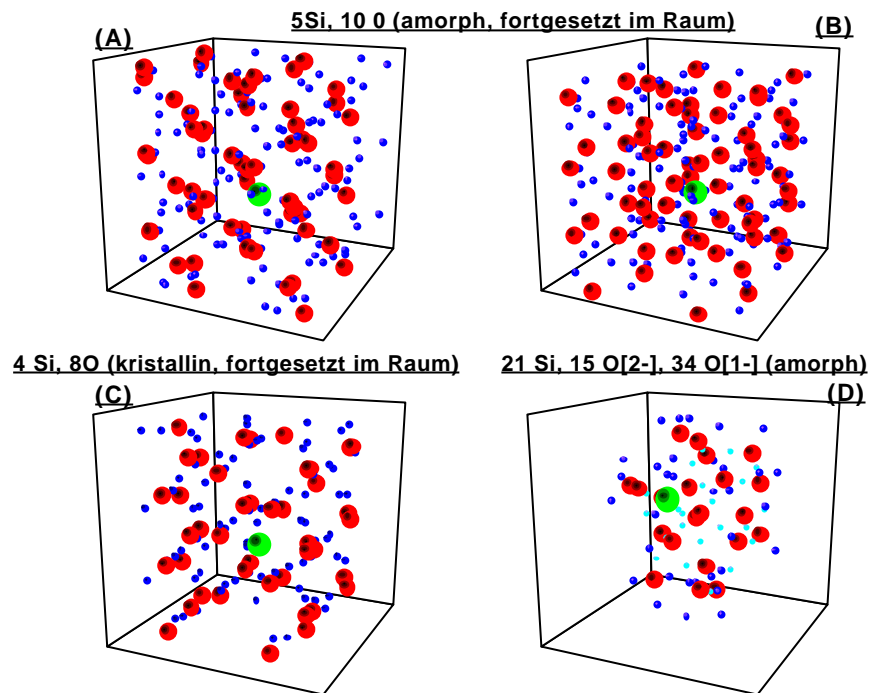 5Si, 10 0 (amorph, fortgesetzt im Raum)
(A)
(B)
4 Si, 8O (kristallin, fortgesetzt im Raum)
21 Si, 15 O[2-], 34 O[1-] (amorph)
(C)
(D)